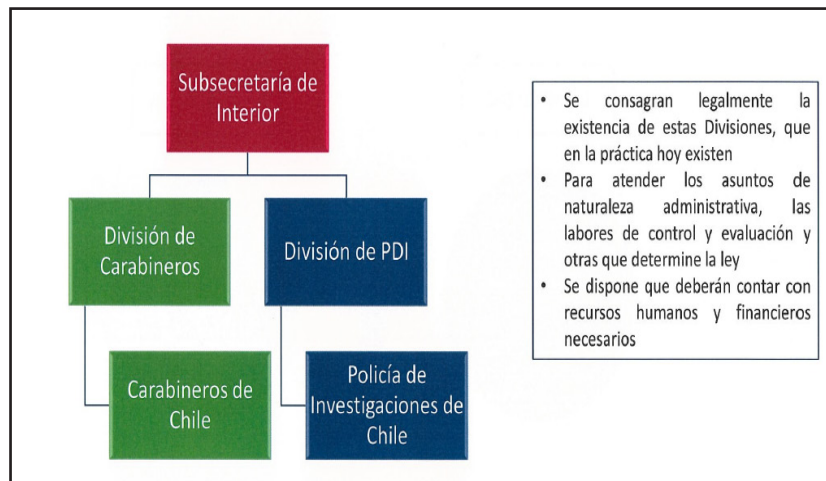 Subsecretaría de
Interior
División de
Carabineros
División de PDI
Carabineros de
Chile
Policía de
Investigaciones de
Chile
• Se consagran legalmente la
existencia de estas Divisiones, que
en la práctica hoy existen
• Para atender los asuntos de
naturaleza administrativa, las
labores de control y evaluación y
otras que determine la ley
• Se dispone que deberán contar con
recursos humanos y financieros
necesarios